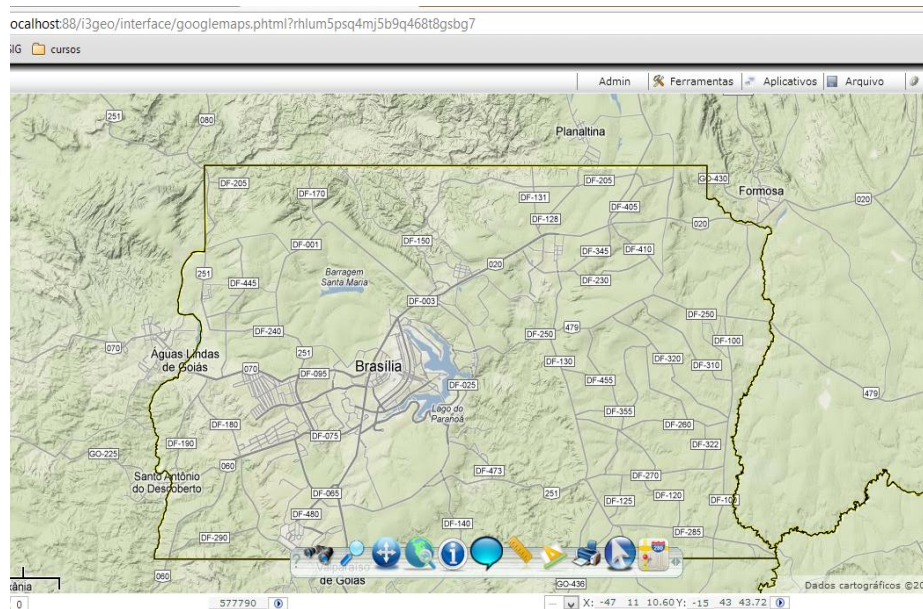 ocalhost:88/i3geo/interface/googlemaps.phtml?rhlum5psq4mj5b9q468t8gsbg7
SIG cursos
Admin Ferramentas Aplicativos Arquivo
251
080
Planaltina
DF-205
DF-170
DF-205
GO-430
Formosa
DF-131
DF-405
020
DF-128
020
DF-001
DF-150
DF-345
DF-410
251
020
DF-445
Barragem
Santa Maria
DF-230
DF-003
DF-250
DF-240
DF-250
479
DF-100
070
Águas Lindas
de Goiás
251
070
DF-095
Brasília
DF-130
DF-320
DF-310
DF-025
DF-455
479
Lago do
Paranoá
DF-355
DF-180
DF-260
DF-190
DF-075
DF-322
GO-225
060
DF-473
Santo Antônio
do Descoberto
DF-270
DF-065
251
DF-125
DF-120
DF-100
DF-480
DF-140
DF-290
DF-285
de Goiás
060
GO-436
Dados cartográficos ©20
xânia
0
577790
--- X: -47 11 10.60 Y: -15 43 43.72